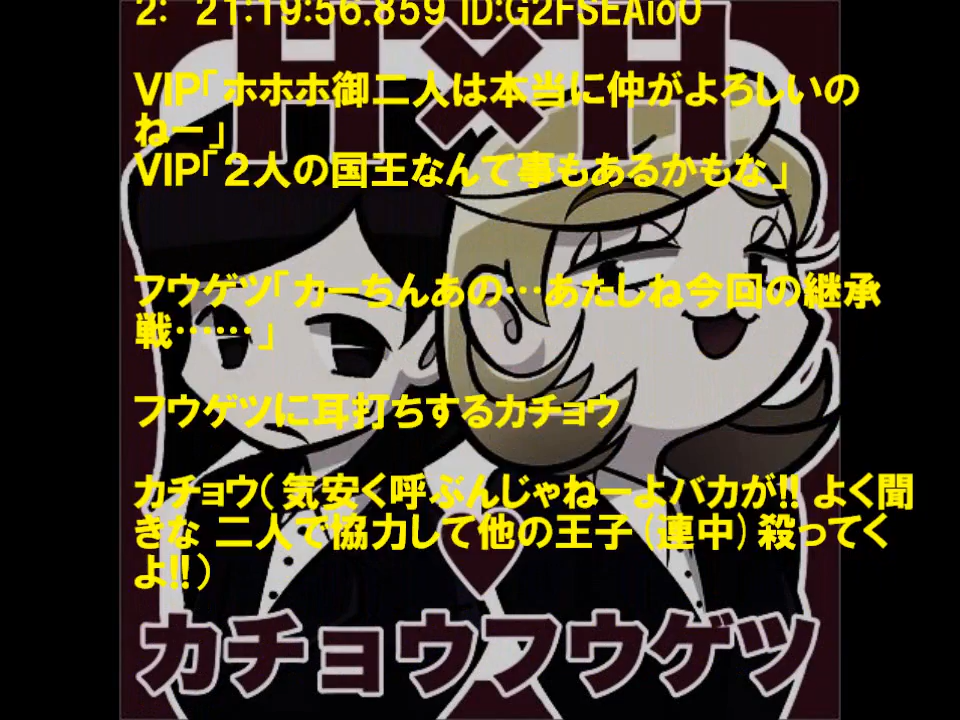 2: 21:19:56.859 ID:G2FSEAio0
H×H
VIP「ホホホ御二人は本当に仲がよろしいの
ねー」
VIP「２人の国王なんて事もあるかもな」
フウゲツ「カーちんあの…あたしね今回の継承
戦……」
フウゲツに耳打ちするカチョウ
カチョウ（気安く呼ぶんじゃねーよバカが!! よく聞
きな 二人で協力して他の王子（連中）殺ってく
よ!!）
カチョウフウゲツ